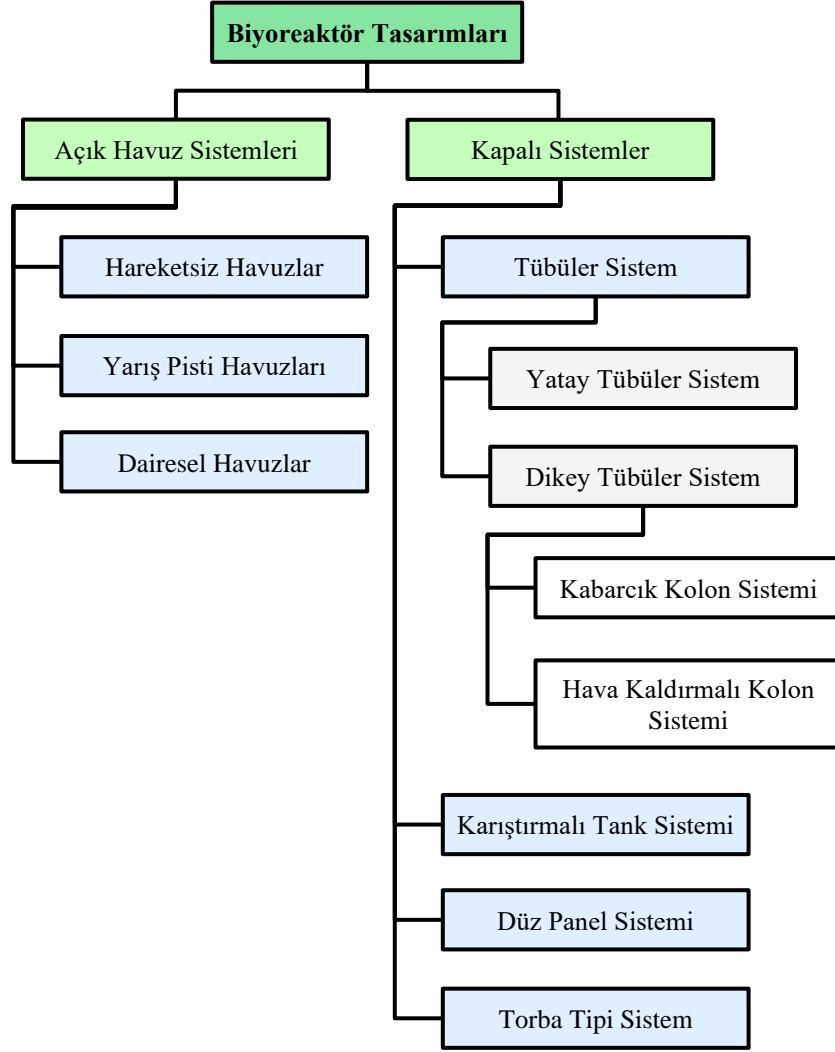 Biyoreaktör Tasarımları
Açık Havuz Sistemleri
Hareketsiz Havuzlar
Yarış Pisti Havuzları
Dairesel Havuzlar
Kapalı Sistemler
Tübüler Sistem
Yatay Tübüler Sistem
Dikey Tübüler Sistem
Kabarcık Kolon Sistemi
Hava Kaldırmalı Kolon
Sistemi
Karıştırmalı Tank Sistemi
Düz Panel Sistemi
Torba Tipi Sistem